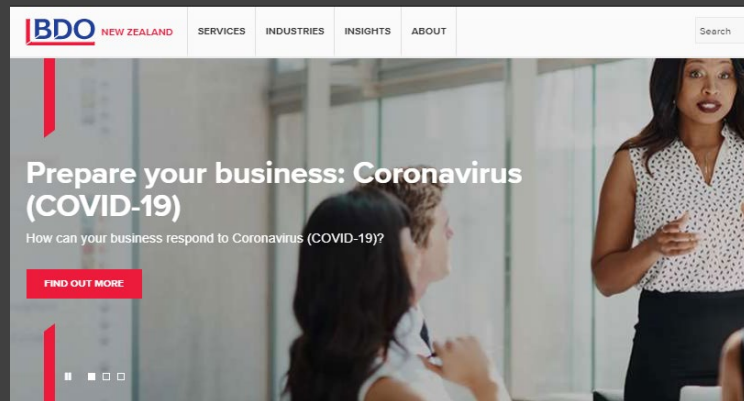 BDO NEW ZEALAND SERVICES INDUSTRIES INSIGHTS ABOUT Search
Prepare your business: Coronavirus
(COVID-19)
How can your business respond to Coronavirus (COVID-19)?
FIND OUT MORE